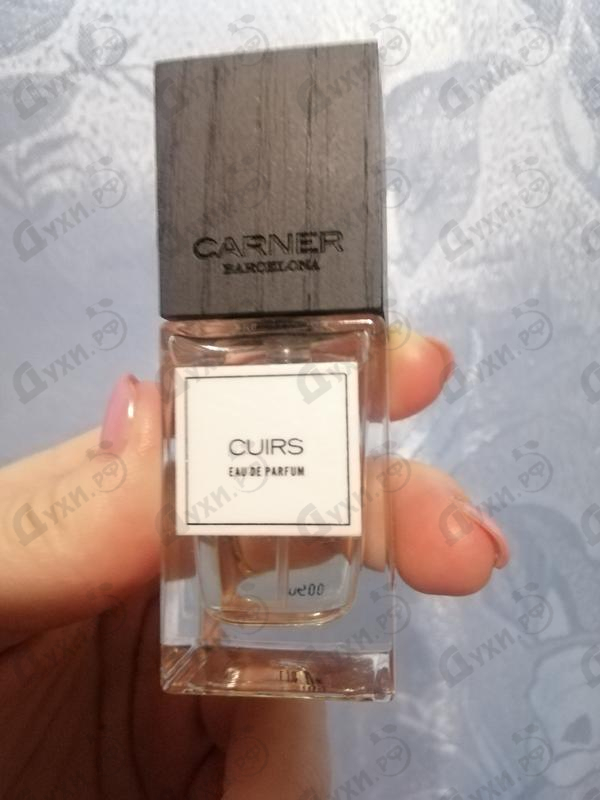 CARNER
BARCELONA
CUIRS
EAU DE PARFUM
Духи.РФ